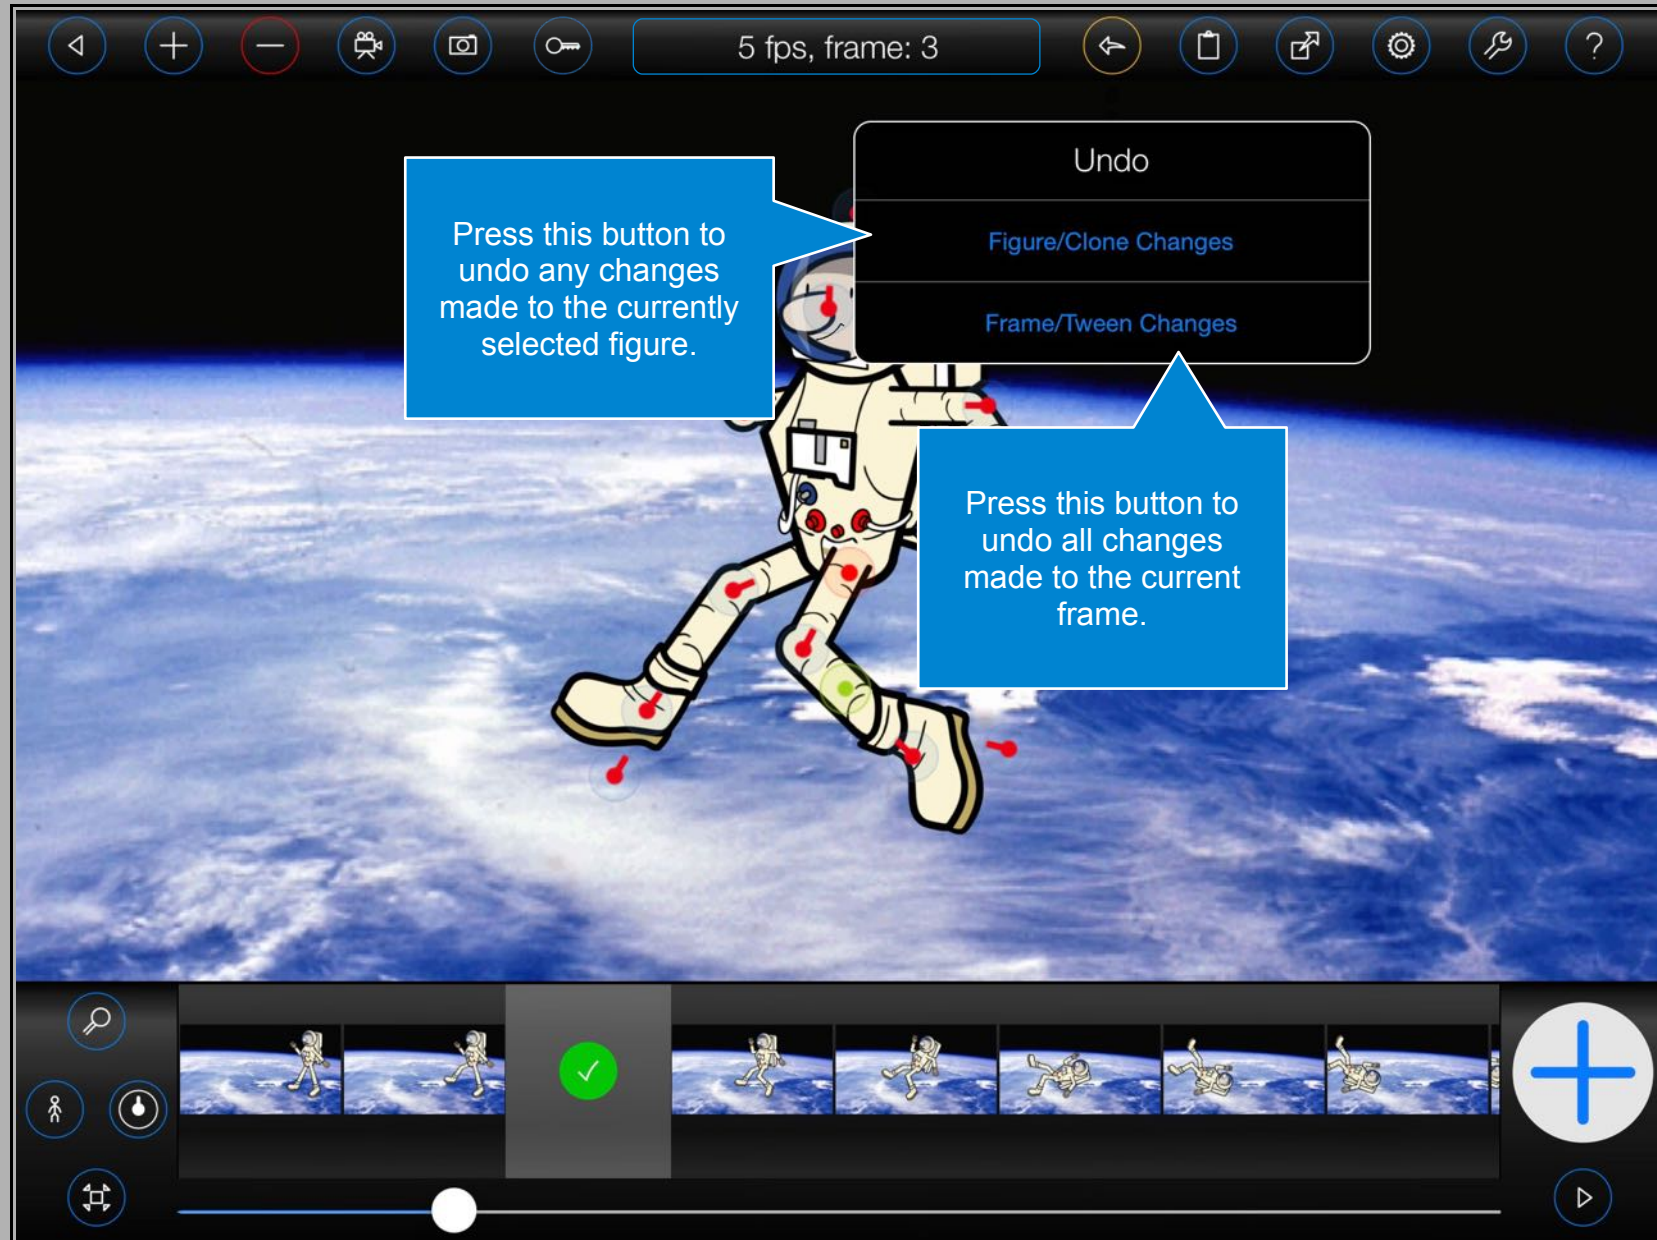 5 fps, frame: 3
?
Undo
Figure/Clone Changes
Frame/Tween Changes
Press this button to
undo any changes
made to the currently
selected figure.
Press this button to
undo all changes
made to the current
frame.